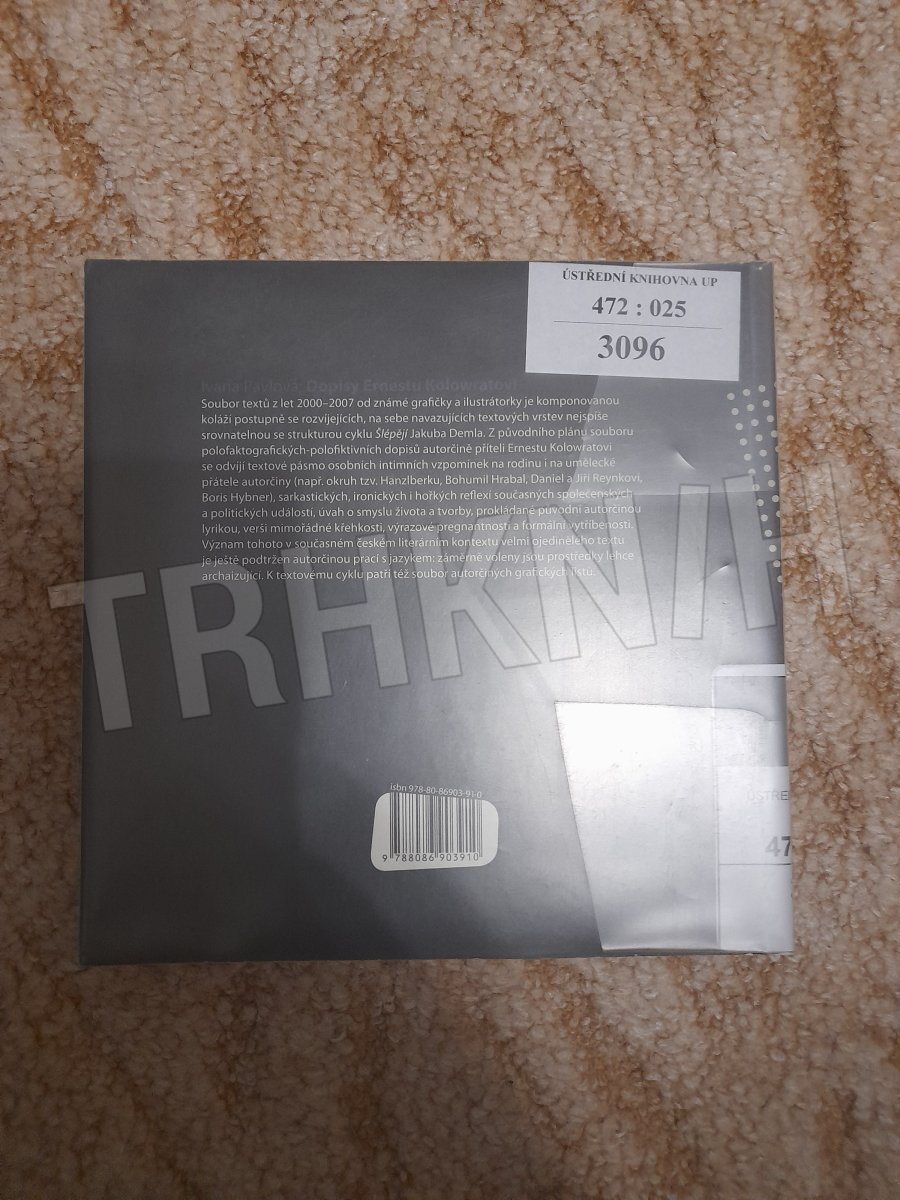 ÚSTŘEDNÍ KNIHOVNA UP
472 : 025
3096
Ivana Pavlová: Dopisy Ernestu Kolowratovi
Soubor textů z let 2000–2007 od známé grafičky a ilustrátorky je komponovanou
koláží postupně se rozvíjejících, na sebe navazujících textových vrstev nejspíše
srovnatelnou se strukturou cyklu Šlépějí Jakuba Demla. Z původního plánu souboru
polofaktografických-polofiktivních dopisů autorčině příteli Ernestu Kolowratovi
se odvíjí textové pásmo osobních intimních vzpomínek na rodinu i na umělecké
přátele autorčiny (např. okruh tzv. Hanzlberku, Bohumil Hrabal, Daniel a Jiří Reynkovi,
Boris Hybner), sarkastických, ironických i hořkých reflexí současných společenských
a politických událostí, úvah o smyslu života a tvorby, prokládané původní autorčinou
lyrikou, verši mimořádné křehkosti, výrazové pregnantnosti a formální vytříbenosti.
Význam tohoto v současném českém literárním kontextu velmi ojedinělého textu
je ještě podtržen autorčinou prací s jazykem: záměrně voleny jsou prostředky lehce
archaizující. K textovému cyklu patří též soubor autorčiných grafických listů.
TRHKNIH
isbn 978-80-86903-91-0
9 788086 903910
ÚSTRE
47